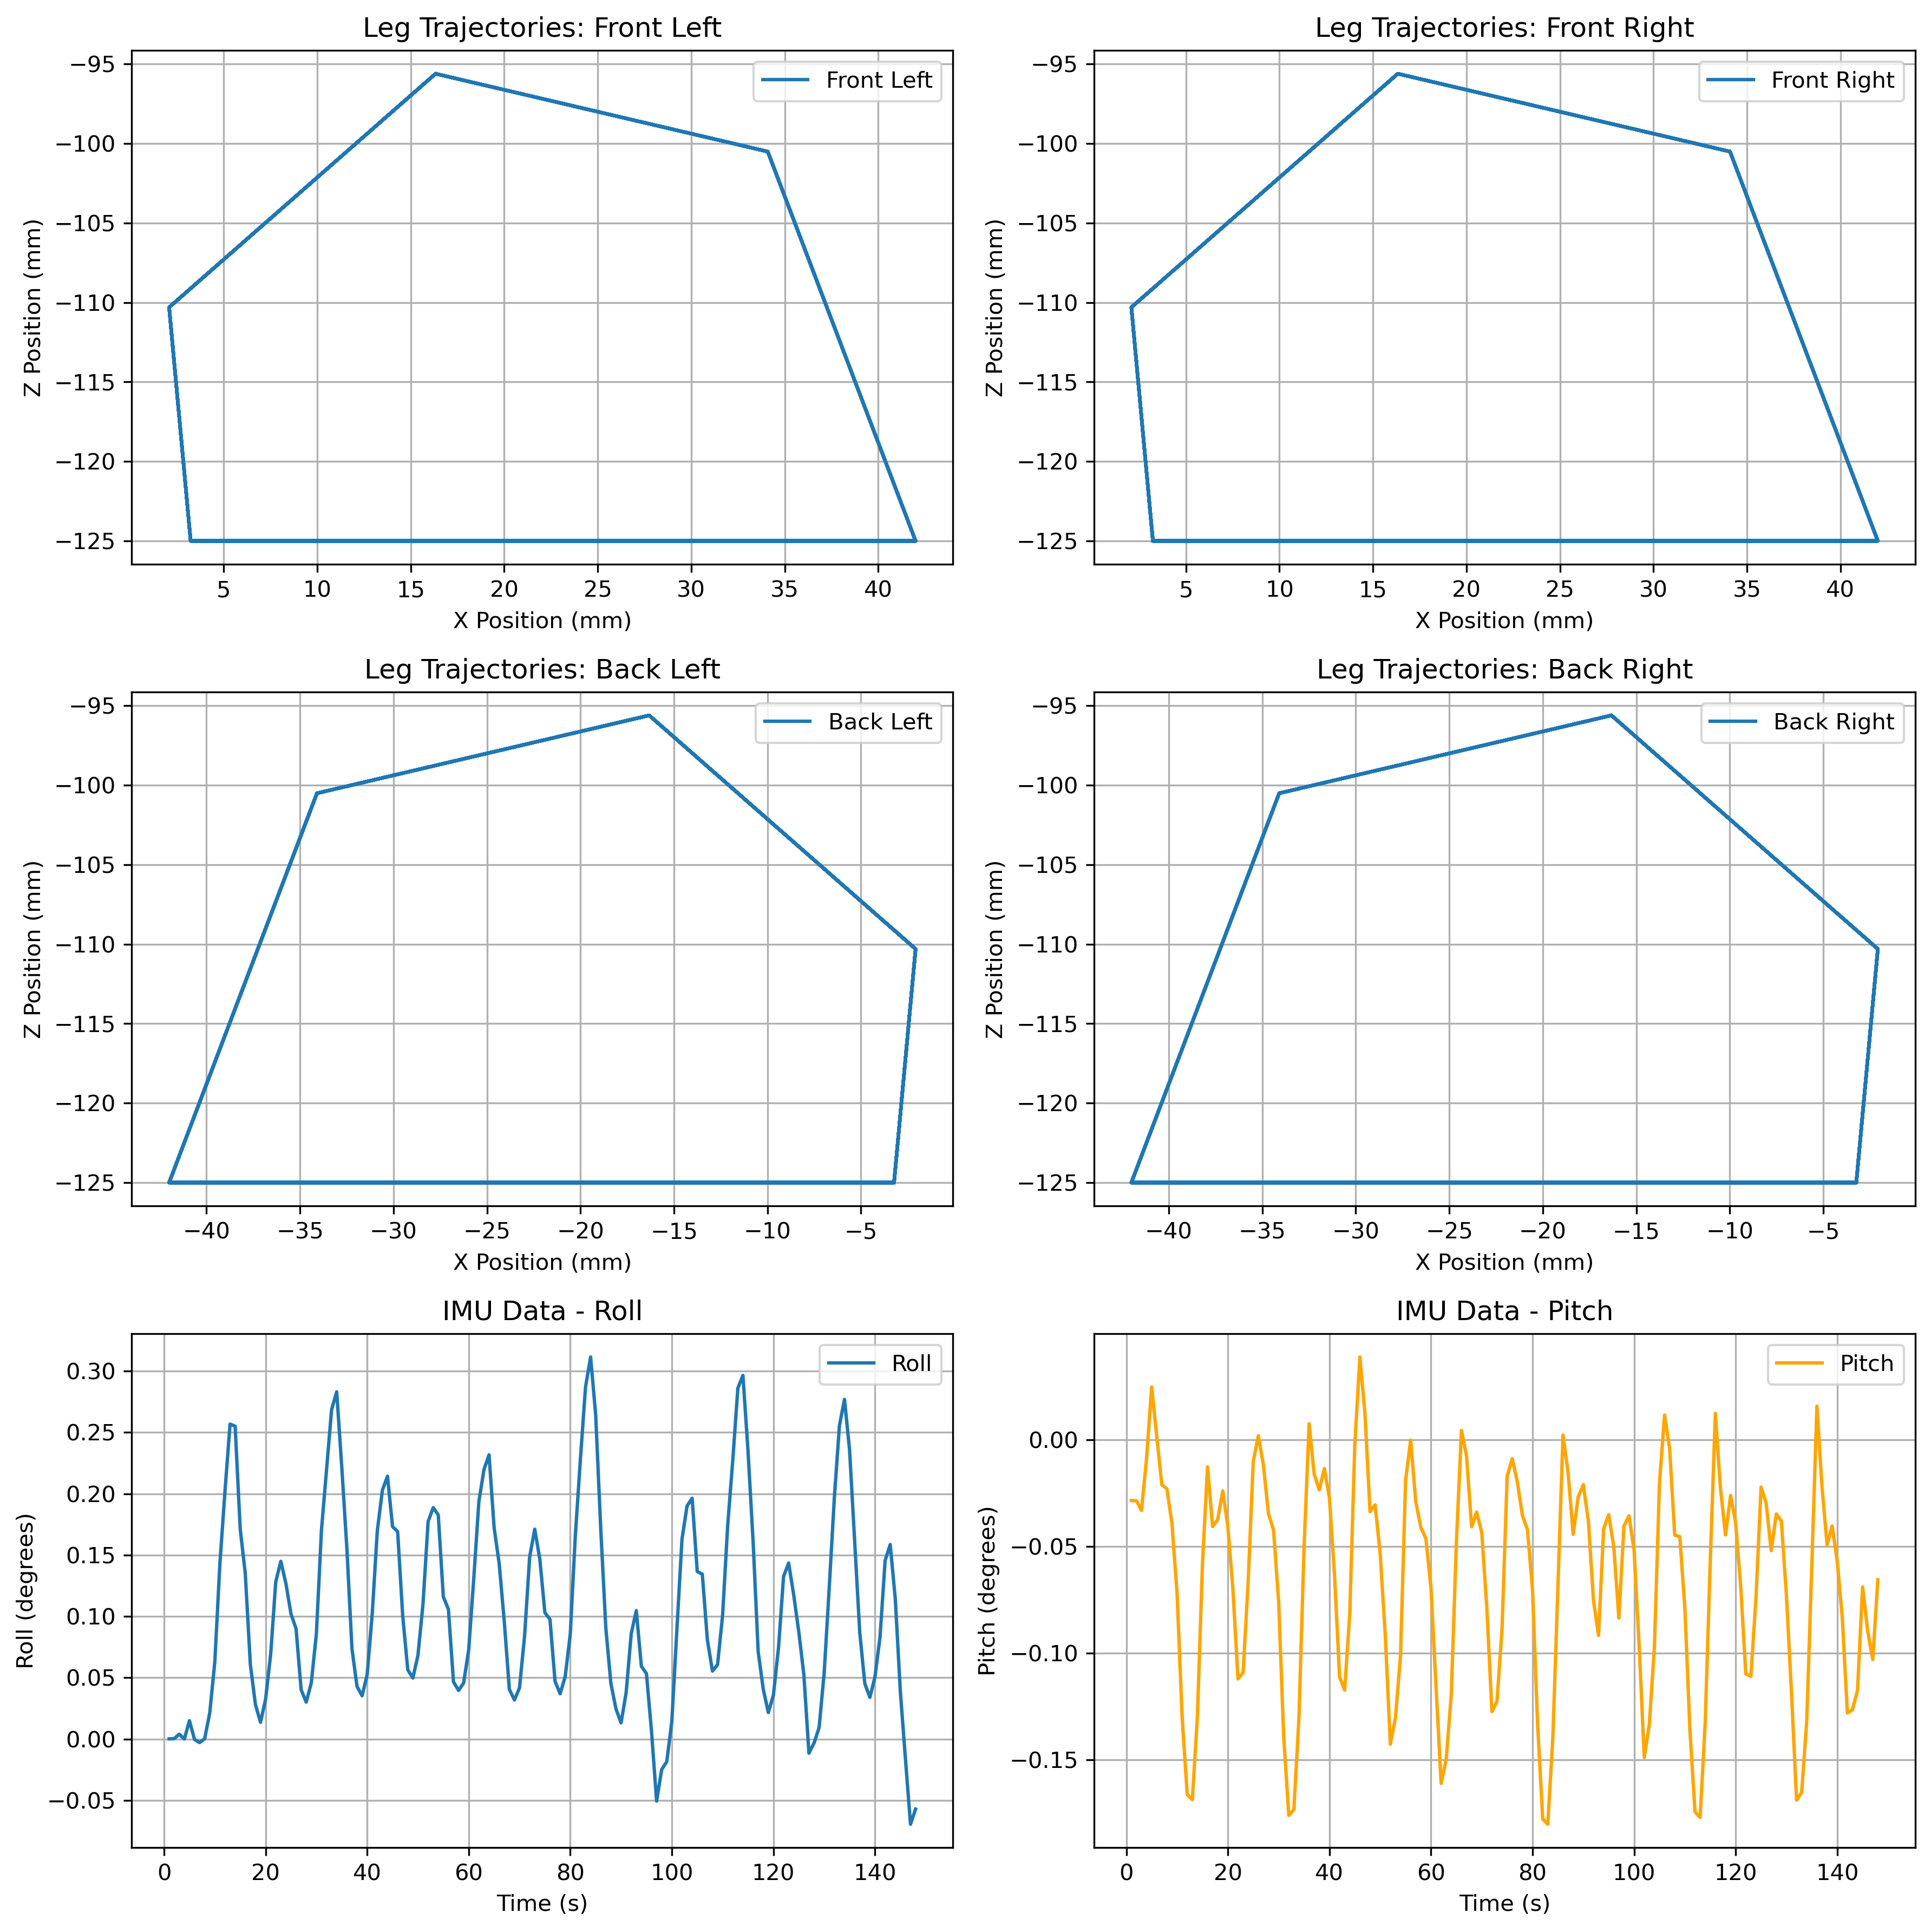 Leg Trajectories: Front Left
Front Left
−95
−100
−105
−110
−115
−120
−125
Z Position (mm)
5 10 15 20 25 30 35 40
X Position (mm)
Leg Trajectories: Front Right
Front Right
−95
−100
−105
−110
−115
−120
−125
Z Position (mm)
5 10 15 20 25 30 35 40
X Position (mm)
Leg Trajectories: Back Left
Back Left
−95
−100
−105
−110
−115
−120
−125
Z Position (mm)
−40 −35 −30 −25 −20 −15 −10 −5
X Position (mm)
Leg Trajectories: Back Right
Back Right
−95
−100
−105
−110
−115
−120
−125
Z Position (mm)
−40 −35 −30 −25 −20 −15 −10 −5
X Position (mm)
IMU Data - Roll
Roll
0.30
0.25
0.20
0.15
0.10
0.05
0.00
−0.05
Roll (degrees)
0 20 40 60 80 100 120 140
Time (s)
IMU Data - Pitch
Pitch
0.00
−0.05
−0.10
−0.15
Pitch (degrees)
0 20 40 60 80 100 120 140
Time (s)